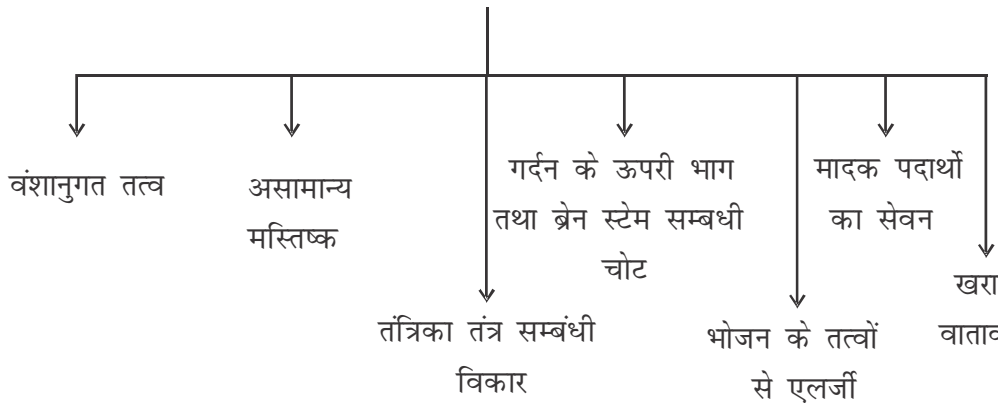 वंशानुगत तत्व
असामान्य
मस्तिष्क
तंत्रिका तंत्र सम्बंधी
विकार
गर्दन के ऊपरी भाग
तथा ब्रेन स्टेम सम्बधी
चोट
भोजन के तत्वों
से एलर्जी
मादक पदार्थो
का सेवन